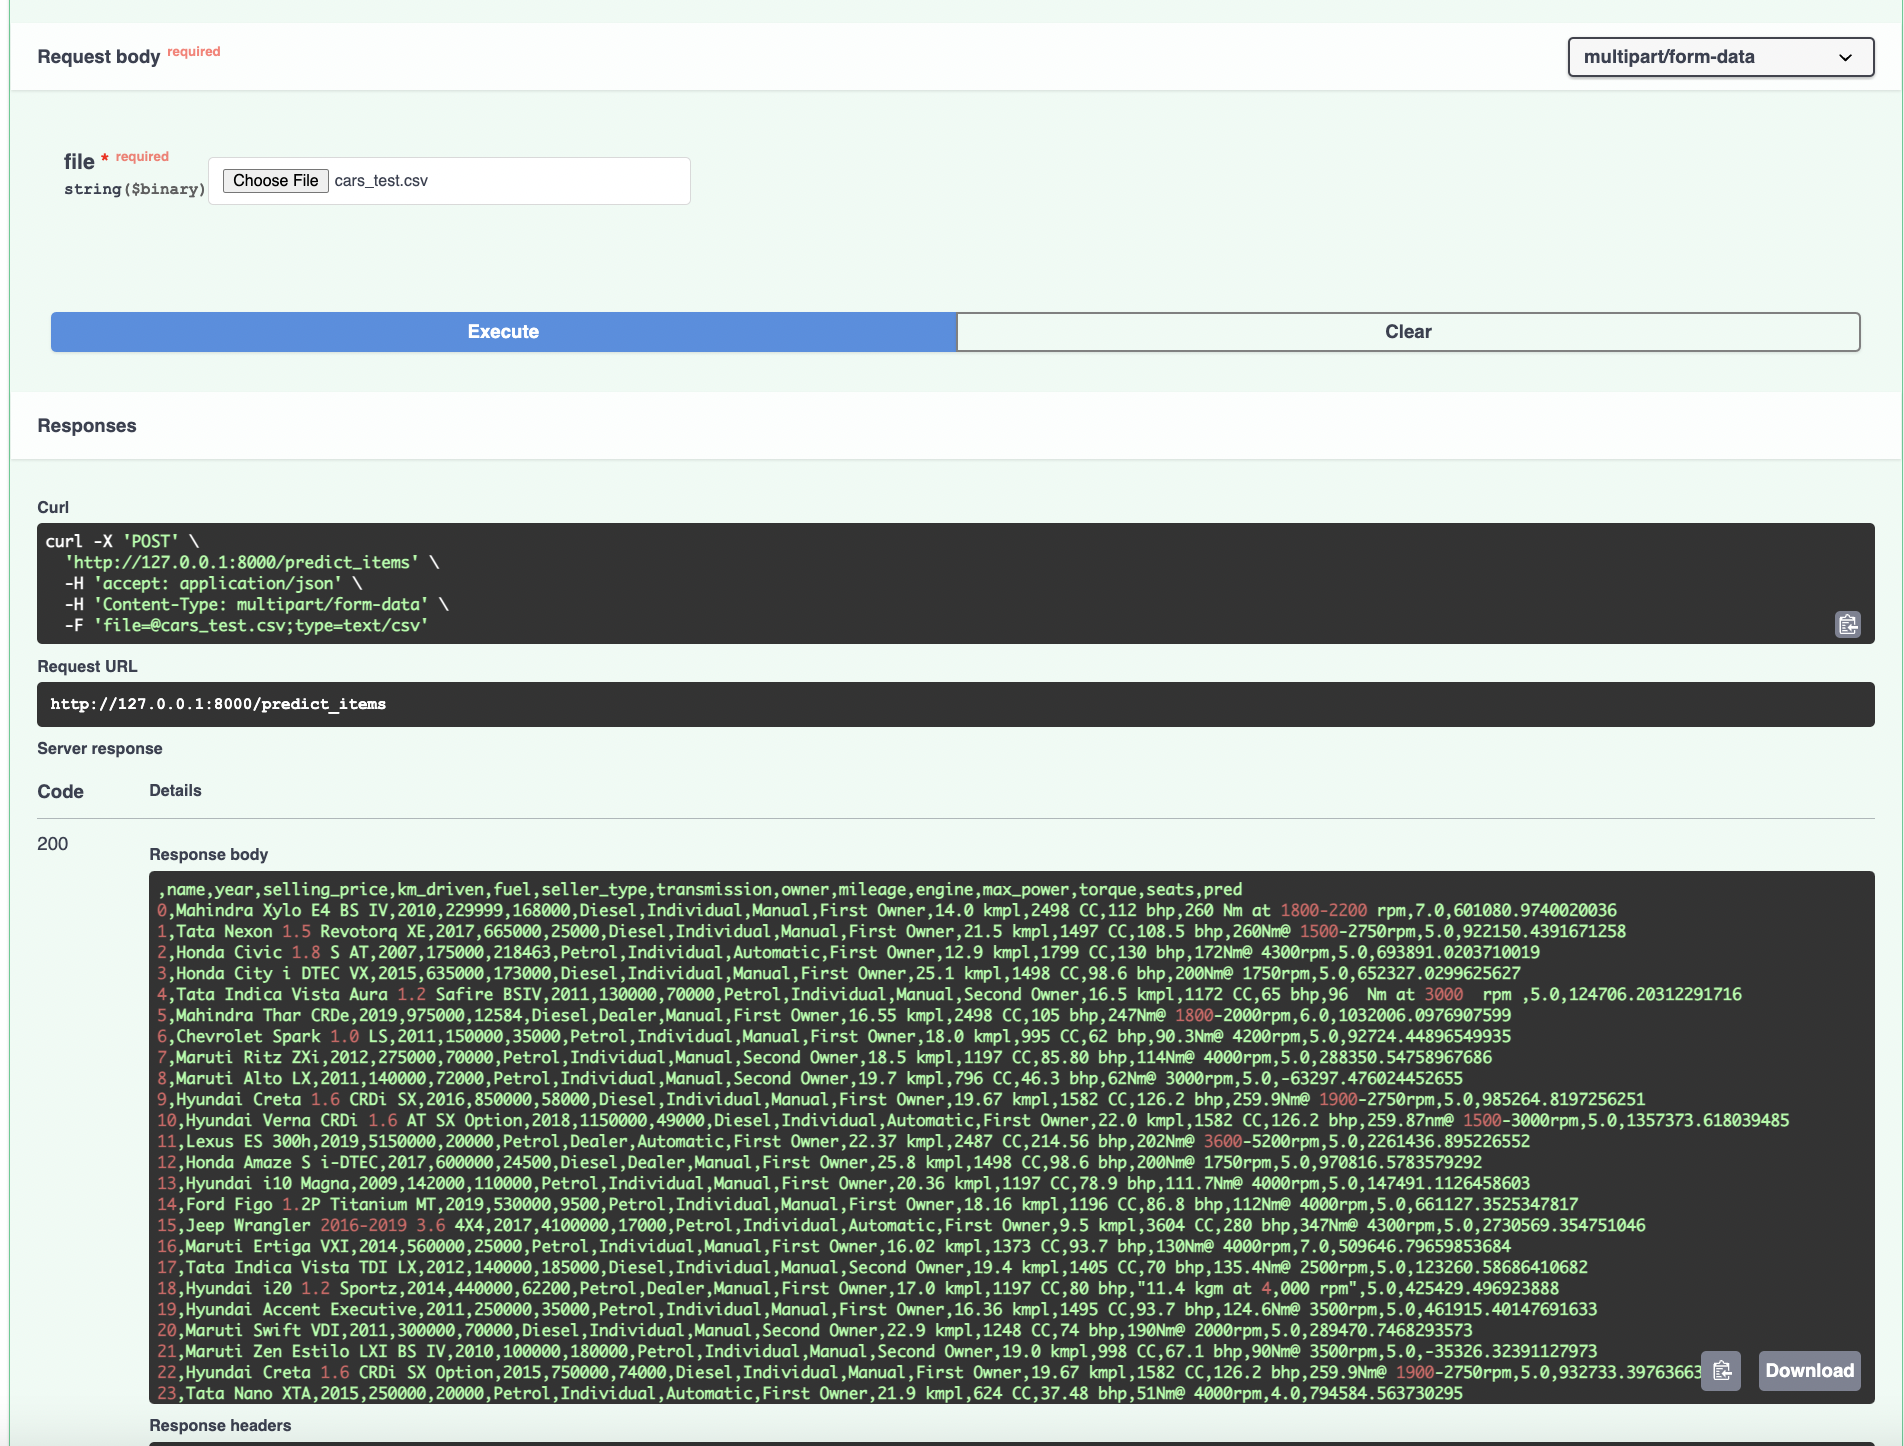 Request body required
multipart/form-data
file * required
string($binary)
Choose File cars_test.csv
Execute
Clear
Responses
Curl
curl -X 'POST' \
  'http://127.0.0.1:8000/predict_items' \
  -H 'accept: application/json' \
  -H 'Content-Type: multipart/form-data' \
  -F 'file=@cars_test.csv;type=text/csv'
Request URL
http://127.0.0.1:8000/predict_items
Server response
Code Details
200
Response body
,name,year,selling_price,km_driven,fuel,seller_type,transmission,owner,mileage,engine,max_power,torque,seats,pred
0,Mahindra Xylo E4 BS IV,2010,229999,168000,Diesel,Individual,Manual,First Owner,14.0 kmpl,2498 CC,112 bhp,260 Nm at 1800-2200 rpm,7.0,601080.9740020036
1,Tata Nexon 1.5 Revotorq XE,2017,665000,25000,Diesel,Individual,Manual,First Owner,21.5 kmpl,1497 CC,108.5 bhp,260Nm@ 1500-2750rpm,5.0,922150.4391671258
2,Honda Civic 1.8 S AT,2007,175000,218463,Petrol,Individual,Automatic,First Owner,12.9 kmpl,1799 CC,130 bhp,172Nm@ 4300rpm,5.0,693891.0203710019
3,Honda City i DTEC VX,2015,635000,173000,Diesel,Individual,Manual,First Owner,25.1 kmpl,1498 CC,98.6 bhp,200Nm@ 1750rpm,5.0,652327.0299625627
4,Tata Indica Vista Aura 1.2 Safire BSIV,2011,130000,70000,Petrol,Individual,Manual,Second Owner,16.5 kmpl,1172 CC,65 bhp,96  Nm at 3000  rpm ,5.0,124706.20312291716
5,Mahindra Thar CRDe,2019,975000,12584,Diesel,Dealer,Manual,First Owner,16.55 kmpl,2498 CC,105 bhp,247Nm@ 1800-2000rpm,6.0,1032006.0976907599
6,Chevrolet Spark 1.0 LS,2011,150000,35000,Petrol,Individual,Manual,First Owner,18.0 kmpl,995 CC,62 bhp,90.3Nm@ 4200rpm,5.0,92724.44896549935
7,Maruti Ritz ZXi,2012,275000,70000,Petrol,Individual,Manual,Second Owner,18.5 kmpl,1197 CC,85.80 bhp,114Nm@ 4000rpm,5.0,288350.54758967686
8,Maruti Alto LX,2011,140000,72000,Petrol,Individual,Manual,Second Owner,19.7 kmpl,796 CC,46.3 bhp,62Nm@ 3000rpm,5.0,-63297.476024452655
9,Hyundai Creta 1.6 CRDi SX,2016,850000,58000,Diesel,Individual,Manual,First Owner,19.67 kmpl,1582 CC,126.2 bhp,259.9Nm@ 1900-2750rpm,5.0,985264.8197256251
10,Hyundai Verna CRDi 1.6 AT SX Option,2018,1150000,49000,Diesel,Individual,Automatic,First Owner,22.0 kmpl,1582 CC,126.2 bhp,259.87nm@ 1500-3000rpm,5.0,1357373.618039485
11,Lexus ES 300h,2019,5150000,20000,Petrol,Dealer,Automatic,First Owner,22.37 kmpl,2487 CC,214.56 bhp,202Nm@ 3600-5200rpm,5.0,2261436.895226552
12,Honda Amaze S i-DTEC,2017,600000,24500,Diesel,Dealer,Manual,First Owner,25.8 kmpl,1498 CC,98.6 bhp,200Nm@ 1750rpm,5.0,970816.5783579292
13,Hyundai i10 Magna,2009,142000,110000,Petrol,Individual,Manual,First Owner,20.36 kmpl,1197 CC,78.9 bhp,111.7Nm@ 4000rpm,5.0,147491.1126458603
14,Ford Figo 1.2P Titanium MT,2019,530000,9500,Petrol,Individual,Manual,First Owner,18.16 kmpl,1196 CC,86.8 bhp,112Nm@ 4000rpm,5.0,661127.3525347817
15,Jeep Wrangler 2016-2019 3.6 4X4,2017,4100000,17000,Petrol,Individual,Automatic,First Owner,9.5 kmpl,3604 CC,280 bhp,347Nm@ 4300rpm,5.0,2730569.354751046
16,Maruti Ertiga VXI,2014,560000,25000,Petrol,Individual,Manual,First Owner,16.02 kmpl,1373 CC,93.7 bhp,130Nm@ 4000rpm,7.0,509646.79659853684
17,Tata Indica Vista TDI LX,2012,140000,185000,Diesel,Individual,Manual,Second Owner,19.4 kmpl,1405 CC,70 bhp,135.4Nm@ 2500rpm,5.0,123260.58686410682
18,Hyundai i20 1.2 Sportz,2014,440000,62200,Petrol,Dealer,Manual,First Owner,17.0 kmpl,1197 CC,80 bhp,"11.4 kgm at 4,000 rpm",5.0,425429.496923888
19,Hyundai Accent Executive,2011,250000,35000,Petrol,Individual,Manual,First Owner,16.36 kmpl,1495 CC,93.7 bhp,124.6Nm@ 3500rpm,5.0,461915.40147691633
20,Maruti Swift VDI,2011,300000,70000,Diesel,Individual,Manual,Second Owner,22.9 kmpl,1248 CC,74 bhp,190Nm@ 2000rpm,5.0,289470.7468293573
21,Maruti Zen Estilo LXI BS IV,2010,100000,180000,Petrol,Individual,Manual,Second Owner,19.0 kmpl,998 CC,67.1 bhp,90Nm@ 3500rpm,5.0,-35326.32391127973
22,Hyundai Creta 1.6 CRDi SX Option,2015,750000,74000,Diesel,Individual,Manual,First Owner,19.67 kmpl,1582 CC,126.2 bhp,259.9Nm@ 1900-2750rpm,5.0,932733.39763663
Download
23,Tata Nano XTA,2015,250000,20000,Petrol,Individual,Automatic,First Owner,21.9 kmpl,624 CC,37.48 bhp,51Nm@ 4000rpm,4.0,794584.563730295
Response headers